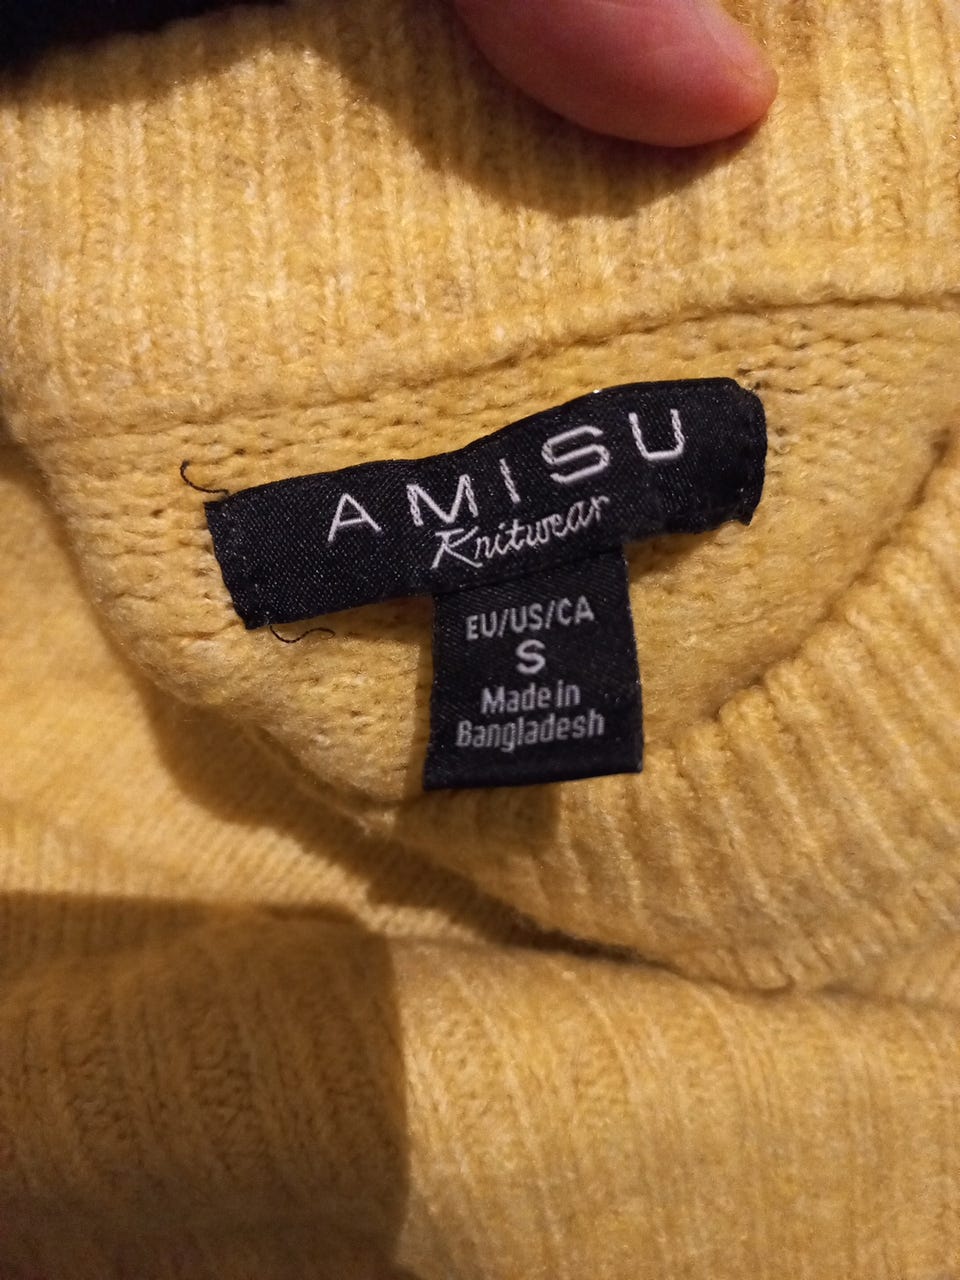 AMISU
Knitwear
EU/US/CA
S
Made in
Bangladesh